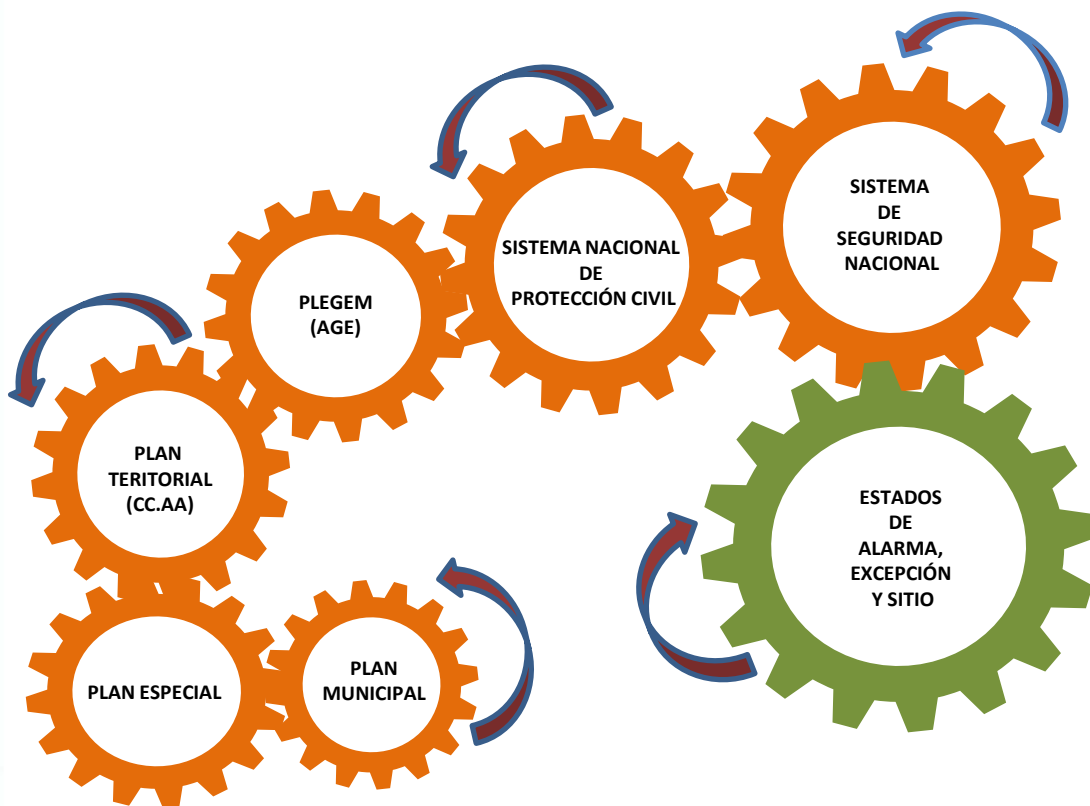 SISTEMA
DE
SEGURIDAD
NACIONAL
SISTEMA NACIONAL
DE
PROTECCIÓN CIVIL
PLEGEM
(AGE)
PLAN
TERITORIAL
(CC.AA)
PLAN ESPECIAL
PLAN
MUNICIPAL
ESTADOS
DE
ALARMA,
EXCEPCIÓN
Y SITIO